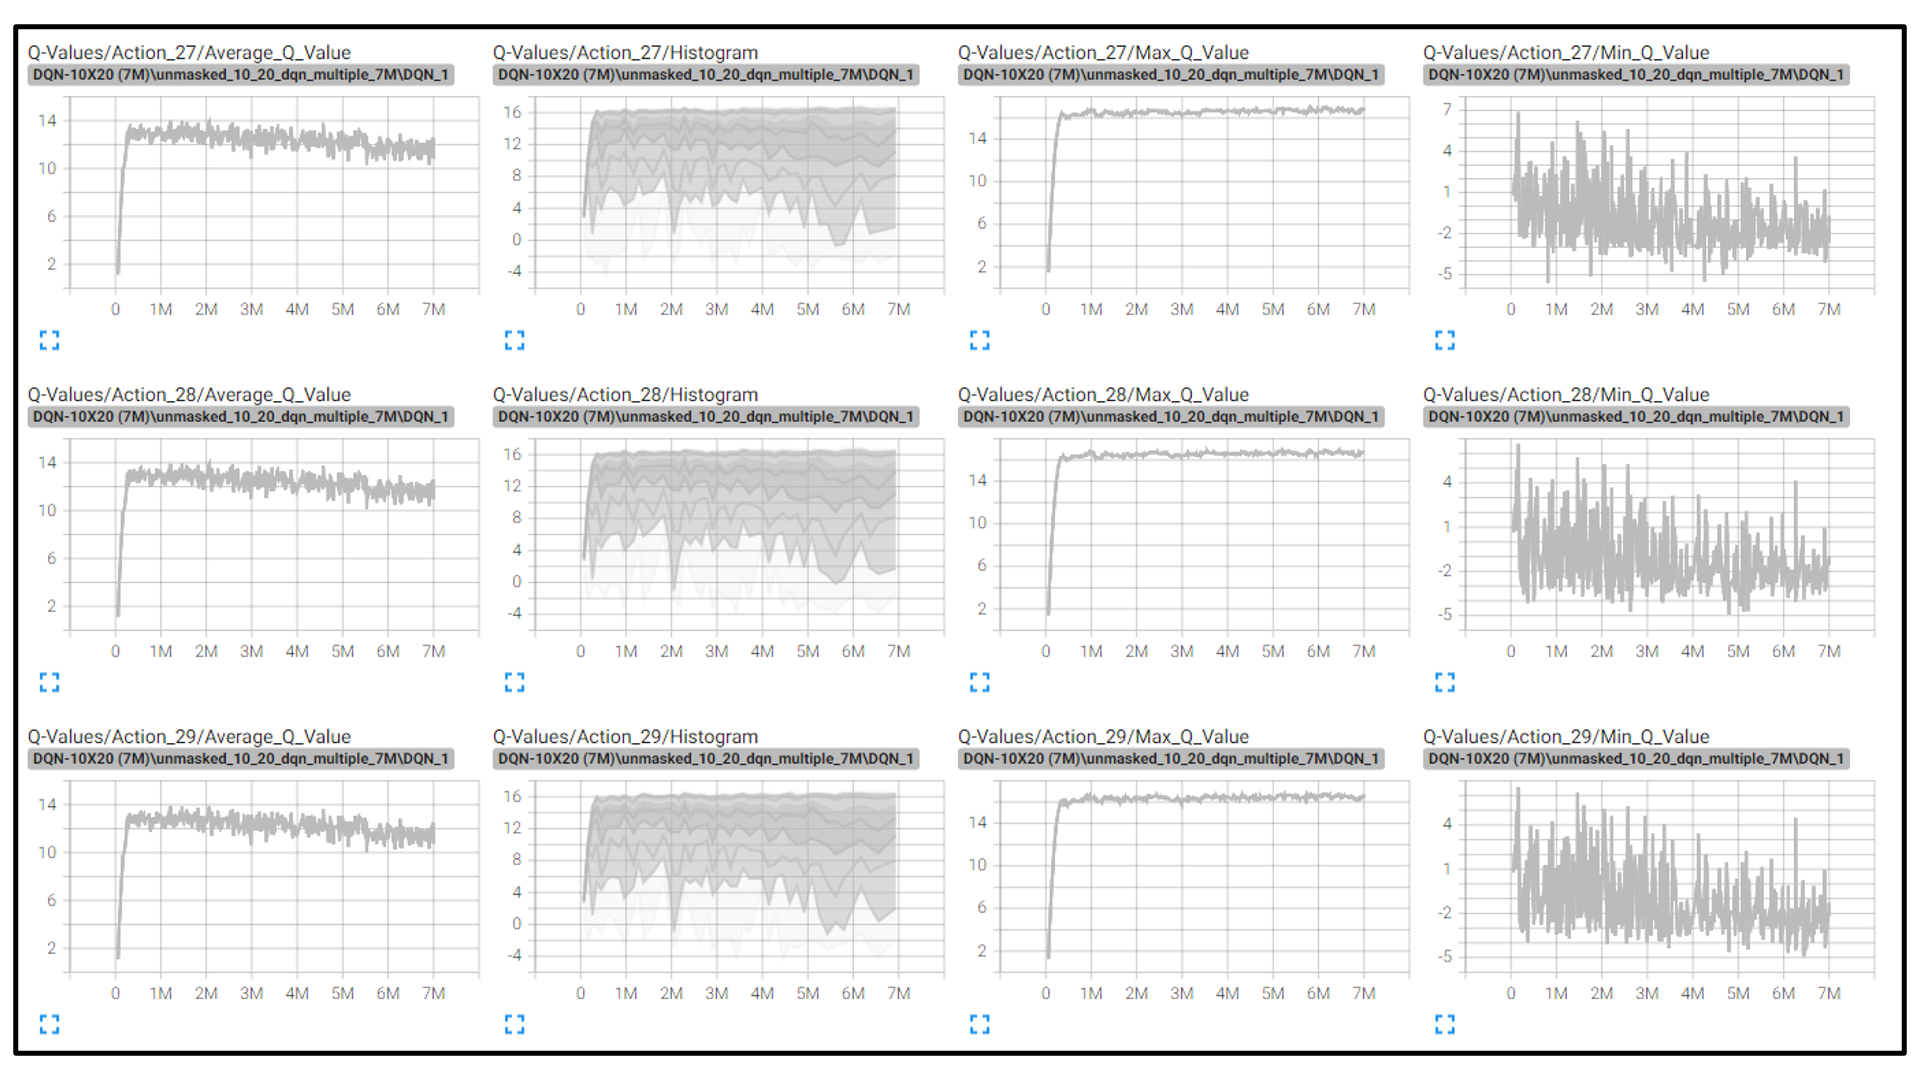 Q-Values/Action_27/Average_Q_Value
DQN-10X20 (7M)\unmasked_10_20_dqn_multiple_7M\DQN_1
14
10
6
2
0 1M 2M 3M 4M 5M 6M 7M
Q-Values/Action_27/Histogram
DQN-10X20 (7M)\unmasked_10_20_dqn_multiple_7M\DQN_1
16
12
8
4
0
-4
0 1M 2M 3M 4M 5M 6M 7M
Q-Values/Action_27/Max_Q_Value
DQN-10X20 (7M)\unmasked_10_20_dqn_multiple_7M\DQN_1
14
10
6
2
0 1M 2M 3M 4M 5M 6M 7M
Q-Values/Action_27/Min_Q_Value
DQN-10X20 (7M)\unmasked_10_20_dqn_multiple_7M\DQN_1
7
4
1
-2
-5
0 1M 2M 3M 4M 5M 6M 7M
Q-Values/Action_28/Average_Q_Value
DQN-10X20 (7M)\unmasked_10_20_dqn_multiple_7M\DQN_1
14
10
6
2
0 1M 2M 3M 4M 5M 6M 7M
Q-Values/Action_28/Histogram
DQN-10X20 (7M)\unmasked_10_20_dqn_multiple_7M\DQN_1
16
12
8
4
0
-4
0 1M 2M 3M 4M 5M 6M 7M
Q-Values/Action_28/Max_Q_Value
DQN-10X20 (7M)\unmasked_10_20_dqn_multiple_7M\DQN_1
14
10
6
2
0 1M 2M 3M 4M 5M 6M 7M
Q-Values/Action_28/Min_Q_Value
DQN-10X20 (7M)\unmasked_10_20_dqn_multiple_7M\DQN_1
4
1
-2
-5
0 1M 2M 3M 4M 5M 6M 7M
Q-Values/Action_29/Average_Q_Value
DQN-10X20 (7M)\unmasked_10_20_dqn_multiple_7M\DQN_1
14
10
6
2
0 1M 2M 3M 4M 5M 6M 7M
Q-Values/Action_29/Histogram
DQN-10X20 (7M)\unmasked_10_20_dqn_multiple_7M\DQN_1
16
12
8
4
0
-4
0 1M 2M 3M 4M 5M 6M 7M
Q-Values/Action_29/Max_Q_Value
DQN-10X20 (7M)\unmasked_10_20_dqn_multiple_7M\DQN_1
14
10
6
2
0 1M 2M 3M 4M 5M 6M 7M
Q-Values/Action_29/Min_Q_Value
DQN-10X20 (7M)\unmasked_10_20_dqn_multiple_7M\DQN_1
4
1
-2
-5
0 1M 2M 3M 4M 5M 6M 7M